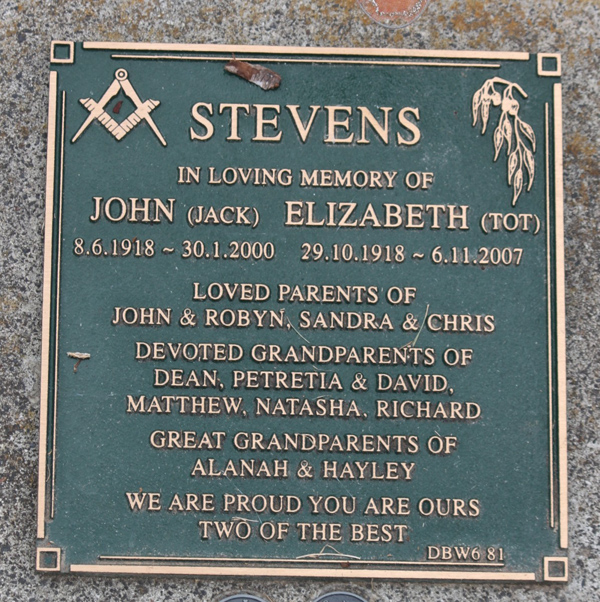 STEVENS
IN LOVING MEMORY OF
JOHN (JACK) ELIZABETH (TOT)
8.6.1918 ~ 30.1.2000 29.10.1918 ~ 6.11.2007
LOVED PARENTS OF
JOHN & ROBYN, SANDRA & CHRIS
DEVOTED GRANDPARENTS OF
DEAN, PETRETIA & DAVID,
MATTHEW, NATASHA, RICHARD
GREAT GRANDPARENTS OF
ALANAH & HAYLEY
WE ARE PROUD YOU ARE OURS
TWO OF THE BEST
DBW6 81